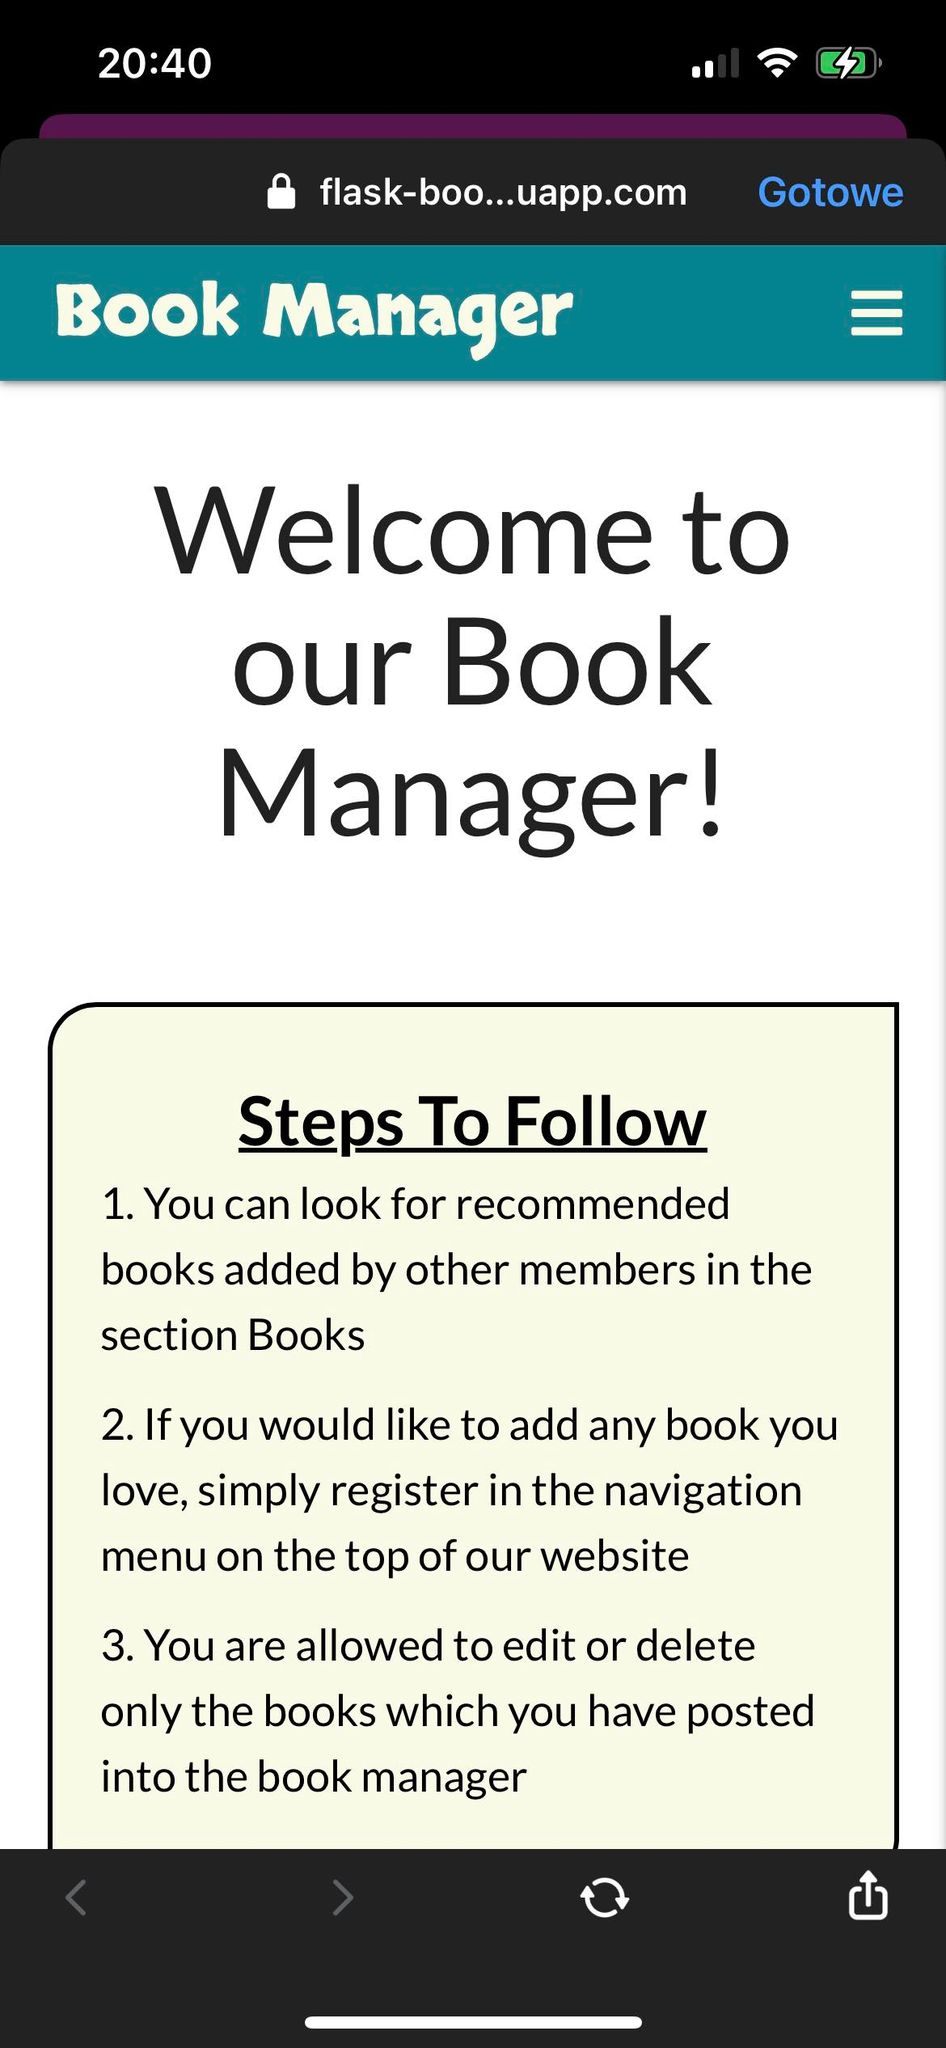 20:40
flask-boo...uapp.com
Gotowe
Book Manager
Welcome to
our Book
Manager!
Steps To Follow
1. You can look for recommended
books added by other members in the
section Books
2. If you would like to add any book you
love, simply register in the navigation
menu on the top of our website
3. You are allowed to edit or delete
only the books which you have posted
into the book manager